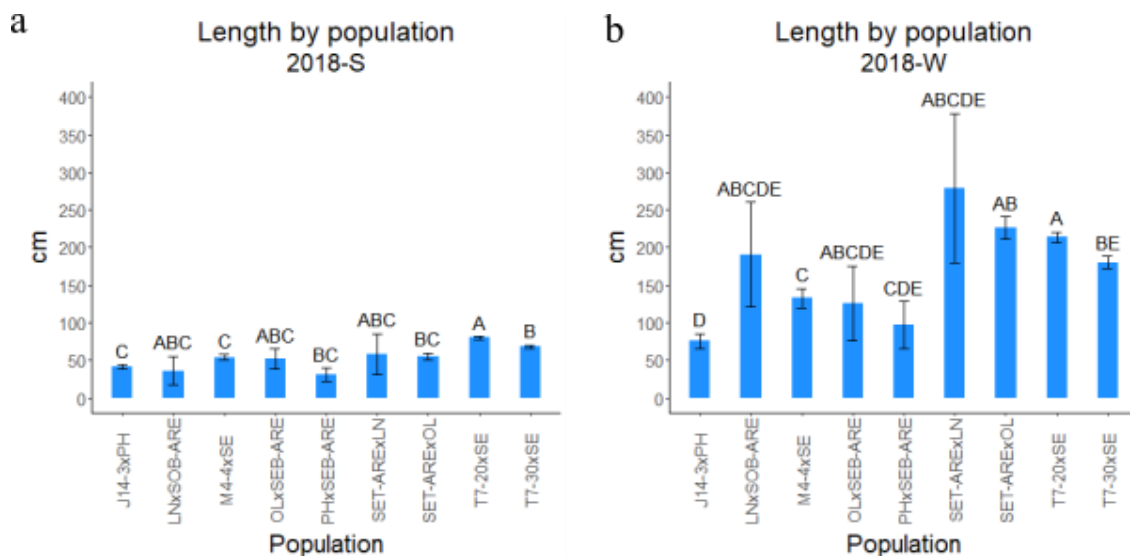 a
Length by population
2018-S
400
350
300
250
200
150
100
50
0
cm
C
ABC
C
ABC
BC
ABC
BC
A
B
J14-3xPH
LNxSOB-ARE
M4-4xSE
OLxSEB-ARE
PHxSEB-ARE
SET-ARExLN
SET-ARExOL
T7-20xSE
T7-30xSE
Population
b
Length by population
2018-W
400
350
300
250
200
150
100
50
0
cm
D
ABCDE
C
ABCDE
CDE
ABCDE
AB
A
BE
J14-3xPH
LNxSOB-ARE
M4-4xSE
OLxSEB-ARE
PHxSEB-ARE
SET-ARExLN
SET-ARExOL
T7-20xSE
T7-30xSE
Population